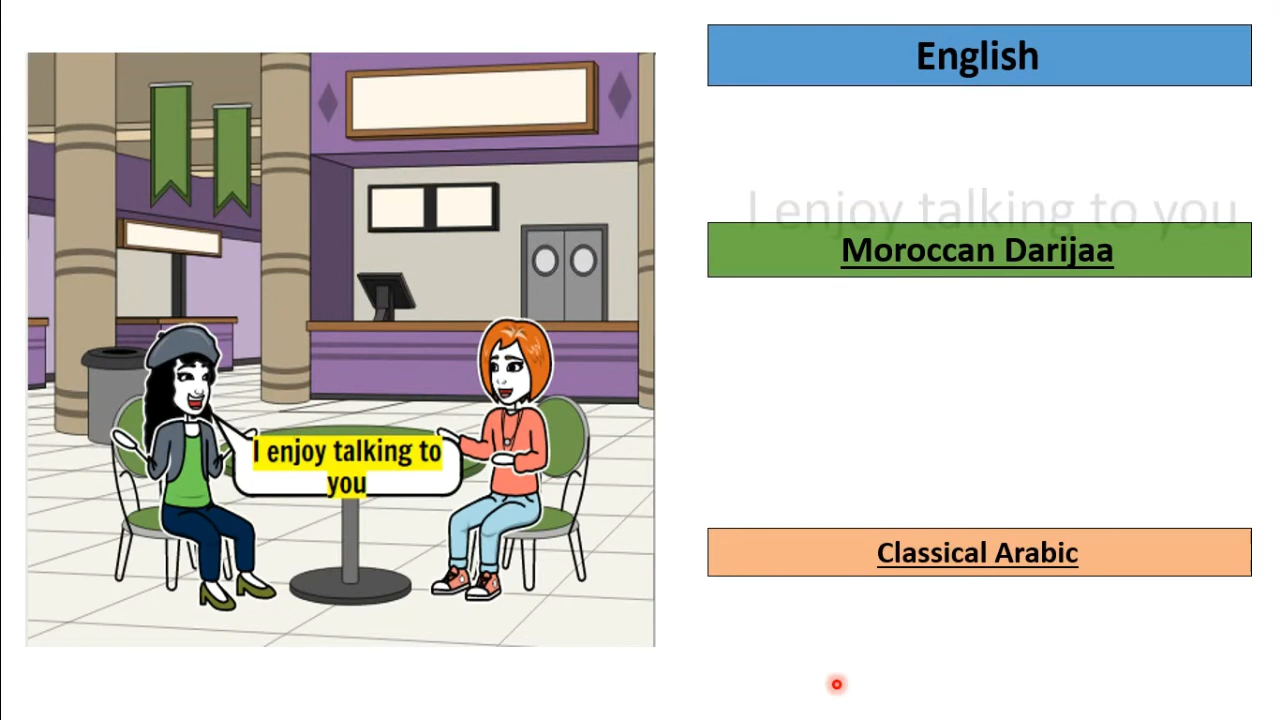 English
I enjoy talking to you
Moroccan Darijaa
I enjoy talking to
you
Classical Arabic